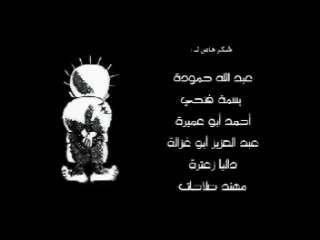 شكر خاص لـ :
عبد الله حمودة
بسمة فتحي
أحمد أبو عميرة
عبد العزيز أبو غزالة
داليا زعترة
مهند صلاحات